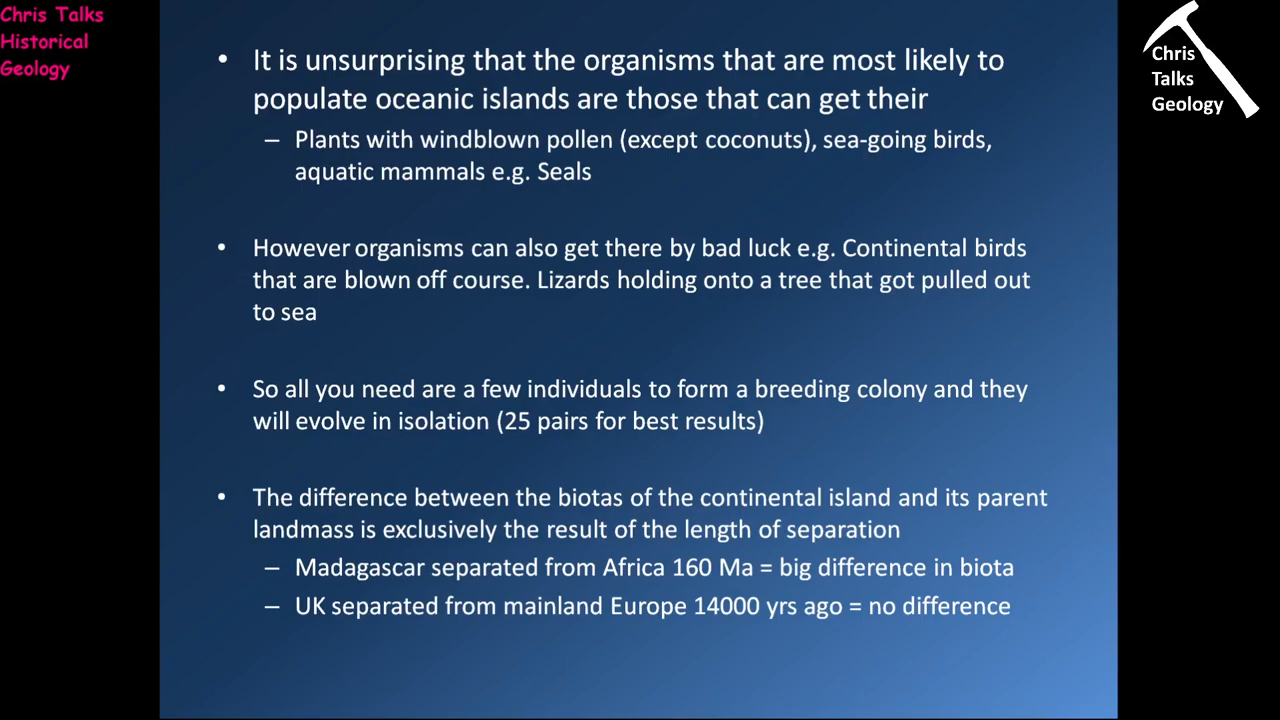 Chris Talks
Historical
Geology
Chris
Talks
Geology
• It is unsurprising that the organisms that are most likely to
populate oceanic islands are those that can get their
– Plants with windblown pollen (except coconuts), sea-going birds,
aquatic mammals e.g. Seals
• However organisms can also get there by bad luck e.g. Continental birds
that are blown off course. Lizards holding onto a tree that got pulled out
to sea
• So all you need are a few individuals to form a breeding colony and they
will evolve in isolation (25 pairs for best results)
• The difference between the biotas of the continental island and its parent
landmass is exclusively the result of the length of separation
– Madagascar separated from Africa 160 Ma = big difference in biota
– UK separated from mainland Europe 14000 yrs ago = no difference